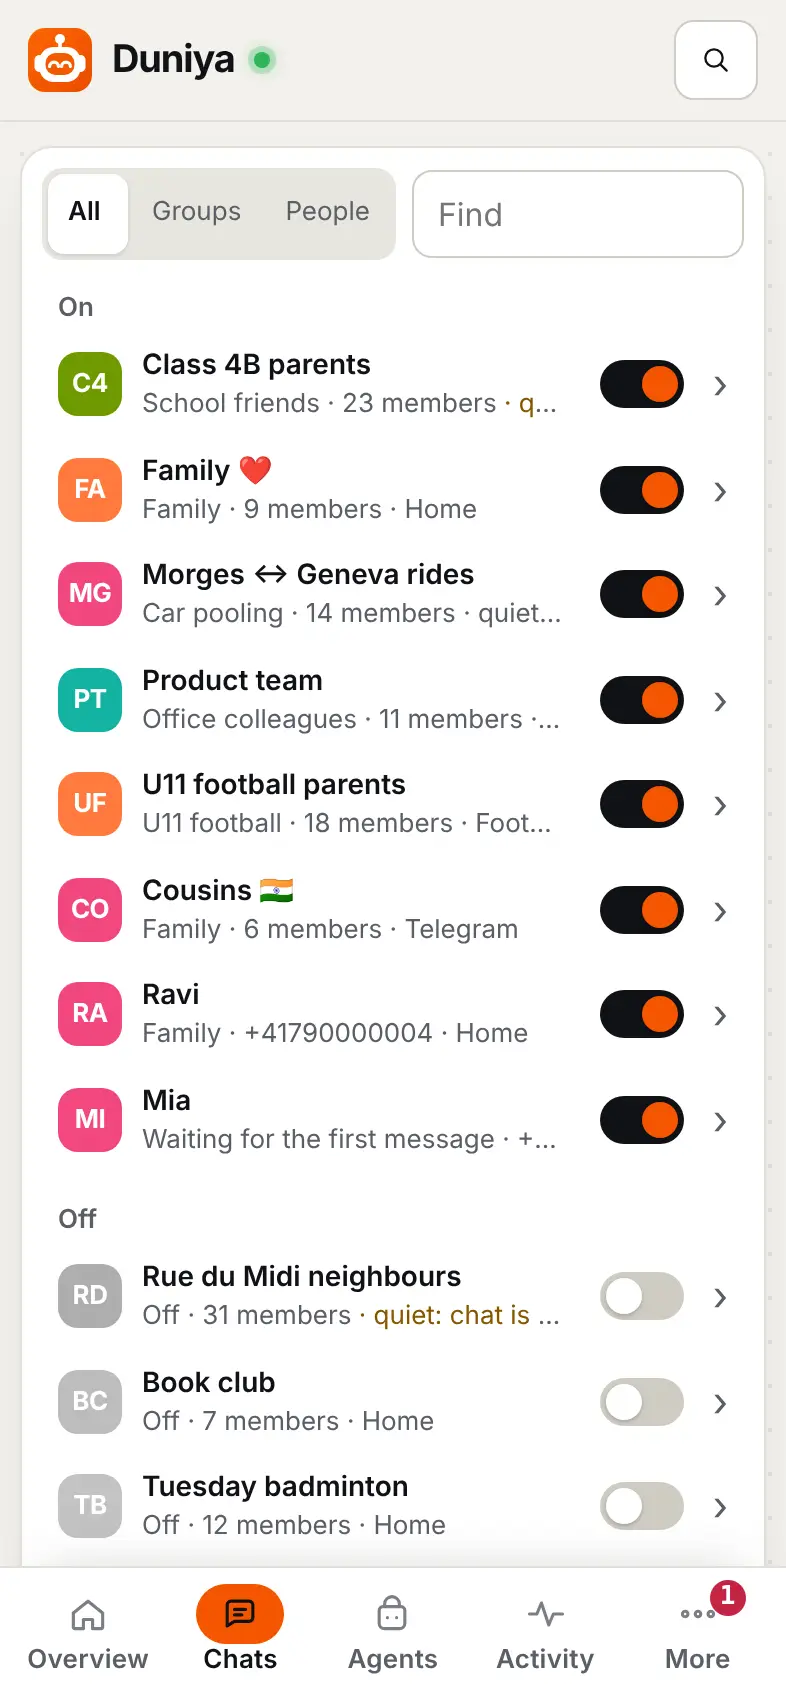 Duniya
All Groups People Find
On
C4 Class 4B parents
School friends · 23 members · q...
FA Family ❤️
Family · 9 members · Home
MG Morges ↔ Geneva rides
Car pooling · 14 members · quiet...
PT Product team
Office colleagues · 11 members ·...
UF U11 football parents
U11 football · 18 members · Foot...
CO Cousins 🇮🇳
Family · 6 members · Telegram
RA Ravi
Family · +41790000004 · Home
MI Mia
Waiting for the first message · +...
Off
RD Rue du Midi neighbours
Off · 31 members · quiet: chat is ...
BC Book club
Off · 7 members · Home
TB Tuesday badminton
Off · 12 members · Home
1
Overview Chats Agents Activity More